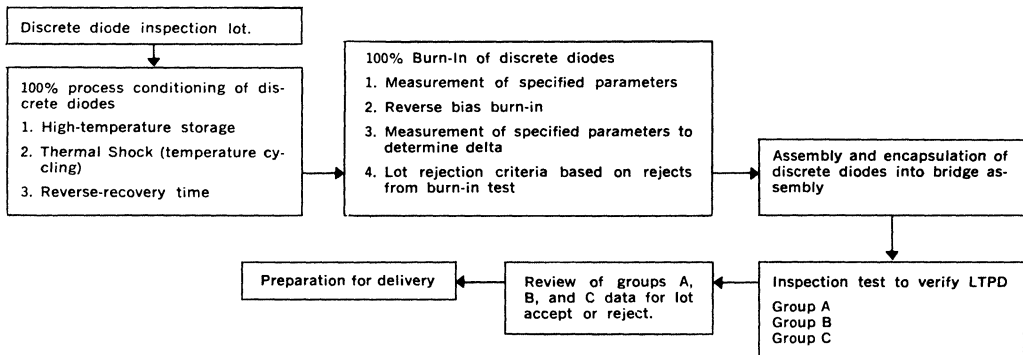 Discrete diode inspection lot.
100% process conditioning of dis-
crete diodes
1. High-temperature storage
2. Thermal Shock (temperature cy-
cling)
3. Reverse-recovery time
100% Burn-In of discrete diodes
1. Measurement of specified parameters
2. Reverse bias burn-in
3. Measurement of specified parameters to
determine delta
4. Lot rejection criteria based on rejects
from burn-in test
Assembly and encapsulation of
discrete diodes into bridge as-
sembly
Inspection test to verify LTPD
Group A
Group B
Group C
Review of groups A,
B, and C data for lot
accept or reject.
Preparation for delivery